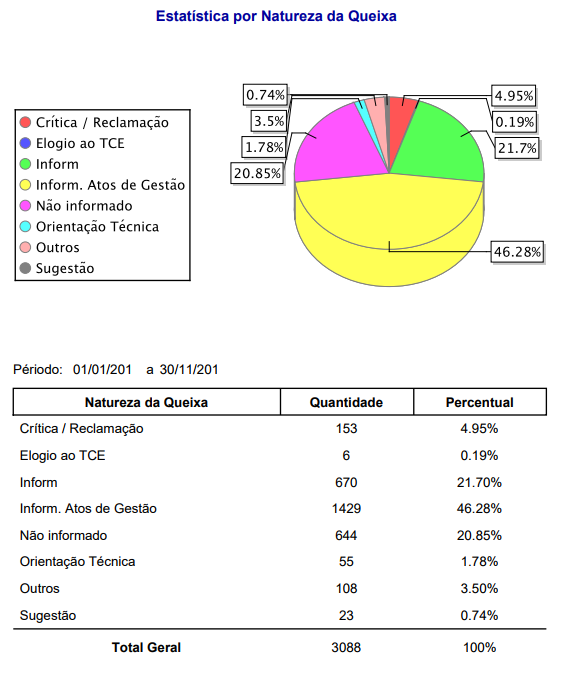 Estatística por Natureza da Queixa
0.74%
4.95%
3.5%
0.19%
1.78%
21.7%
20.85%
46.28%
Crítica / Reclamação
Elogio ao TCE
Inform
Inform. Atos de Gestão
Não informado
Orientação Técnica
Outros
Sugestão
Périodo: 01/01/201 a 30/11/201
Natureza da Queixa Quantidade Percentual
Crítica / Reclamação 153 4.95%
Elogio ao TCE 6 0.19%
Inform 670 21.70%
Inform. Atos de Gestão 1429 46.28%
Não informado 644 20.85%
Orientação Técnica 55 1.78%
Outros 108 3.50%
Sugestão 23 0.74%
Total Geral 3088 100%